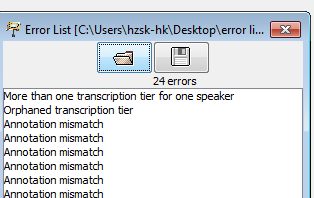 Error List [C:\Users\hzsk-hk\Desktop\error li...
24 errors
More than one transcription tier for one speaker
Orphaned transcription tier
Annotation mismatch
Annotation mismatch
Annotation mismatch
Annotation mismatch
Annotation mismatch
Annotation mismatch